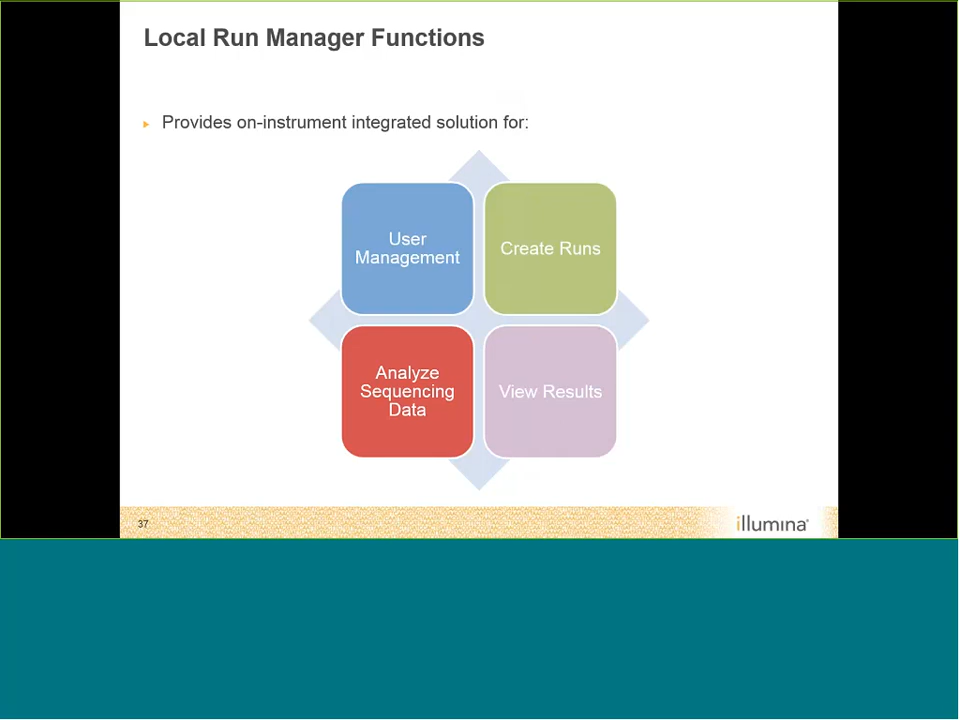 Local Run Manager Functions
Provides on-instrument integrated solution for:
User
Management
Create Runs
Analyze
Sequencing
Data
View Results
37
illumina®